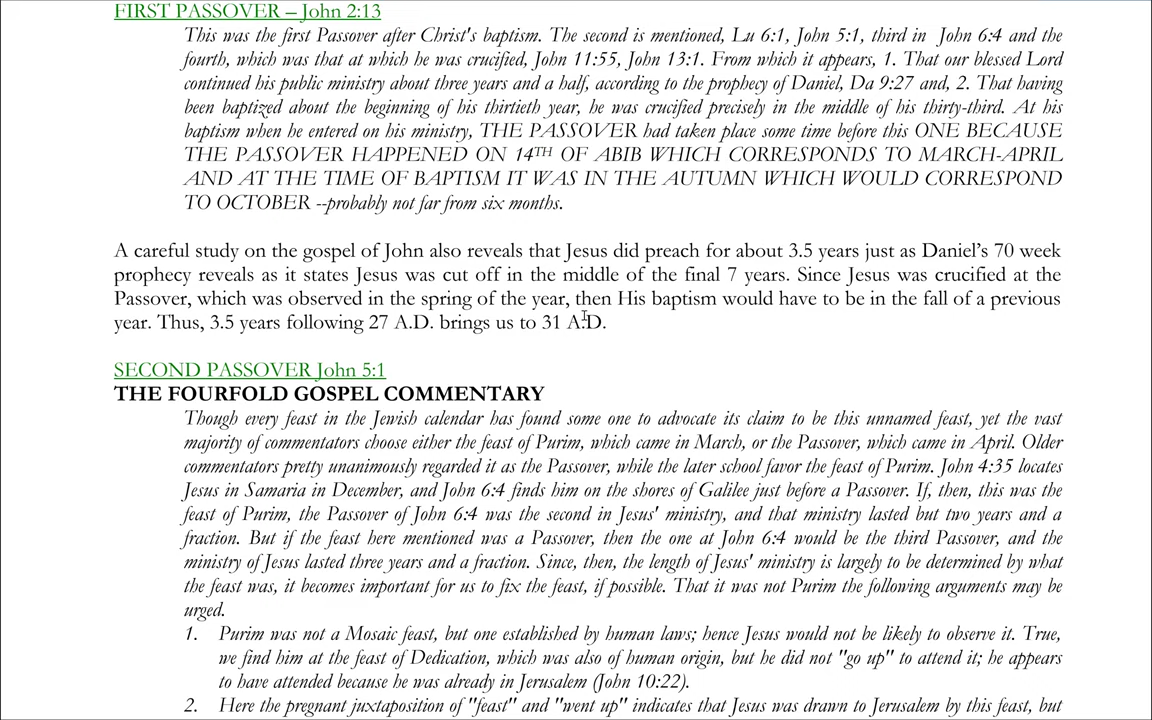 FIRST PASSOVER – John 2:13
This was the first Passover after Christ's baptism. The second is mentioned, Lu 6:1, John 5:1, third in John 6:4 and the
fourth, which was that at which he was crucified, John 11:55, John 13:1. From which it appears, 1. That our blessed Lord
continued his public ministry about three years and a half, according to the prophecy of Daniel, Da 9:27 and, 2. That having
been baptized about the beginning of his thirtieth year, he was crucified precisely in the middle of his thirty-third. At his
baptism when he entered on his ministry, THE PASSOVER had taken place some time before this ONE BECAUSE
THE PASSOVER HAPPENED ON 14TH OF ABIB WHICH CORRESPONDS TO MARCH-APRIL
AND AT THE TIME OF BAPTISM IT WAS IN THE AUTUMN WHICH WOULD CORRESPOND
TO OCTOBER --probably not far from six months.
A careful study on the gospel of John also reveals that Jesus did preach for about 3.5 years just as Daniel's 70 week
prophecy reveals as it states Jesus was cut off in the middle of the final 7 years. Since Jesus was crucified at the
Passover, which was observed in the spring of the year, then His baptism would have to be in the fall of a previous
year. Thus, 3.5 years following 27 A.D. brings us to 31 A.D.
SECOND PASSOVER John 5:1
THE FOURFOLD GOSPEL COMMENTARY
Though every feast in the Jewish calendar has found some one to advocate its claim to be this unnamed feast, yet the vast
majority of commentators choose either the feast of Purim, which came in March, or the Passover, which came in April. Older
commentators pretty unanimously regarded it as the Passover, while the later school favor the feast of Purim. John 4:35 locates
Jesus in Samaria in December, and John 6:4 finds him on the shores of Galilee just before a Passover. If, then, this was the
feast of Purim, the Passover of John 6:4 was the second in Jesus' ministry, and that ministry lasted but two years and a
fraction. But if the feast here mentioned was a Passover, then the one at John 6:4 would be the third Passover, and the
ministry of Jesus lasted three years and a fraction. Since, then, the length of Jesus' ministry is largely to be determined by what
the feast was, it becomes important for us to fix the feast, if possible. That it was not Purim the following arguments may be
urged.
1. Purim was not a Mosaic feast, but one established by human laws; hence Jesus would not be likely to observe it. True,
we find him at the feast of Dedication, which was also of human origin, but he did not "go up" to attend it; he appears
to have attended because he was already in Jerusalem (John 10:22).
2. Here the pregnant juxtaposition of "feast" and "went up" indicates that Jesus was drawn to Jerusalem by this feast, but